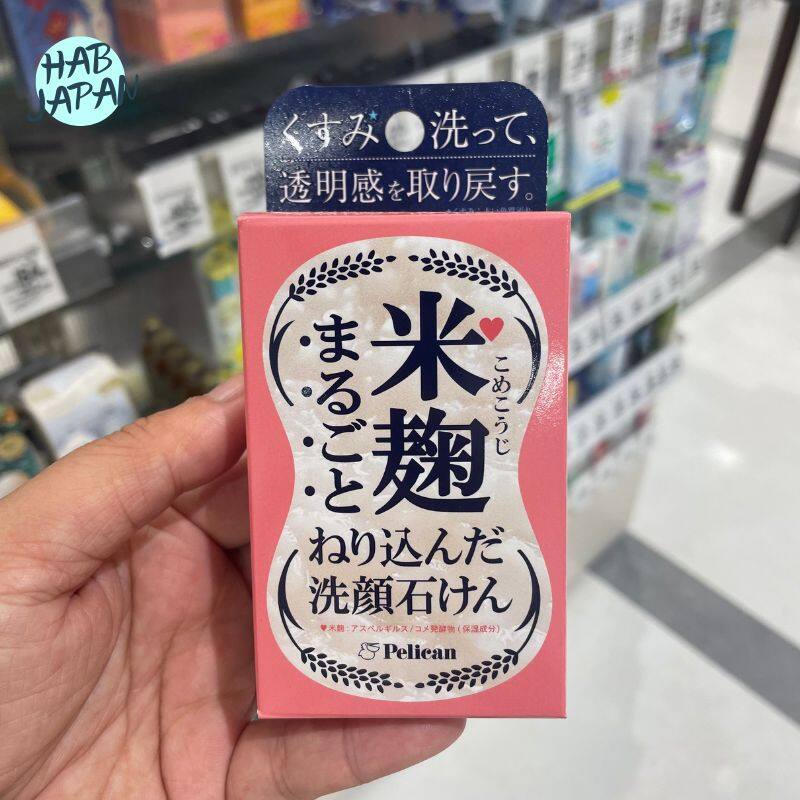 HAB
JAPAN
くすみ 洗って、
透明感を取り戻す。
米麹
こめこうじ
まるごと
ねり込んだ
洗顔石けん
♥米麹：アスペルギルス/コメ発酵物(保湿成分)
Pelican